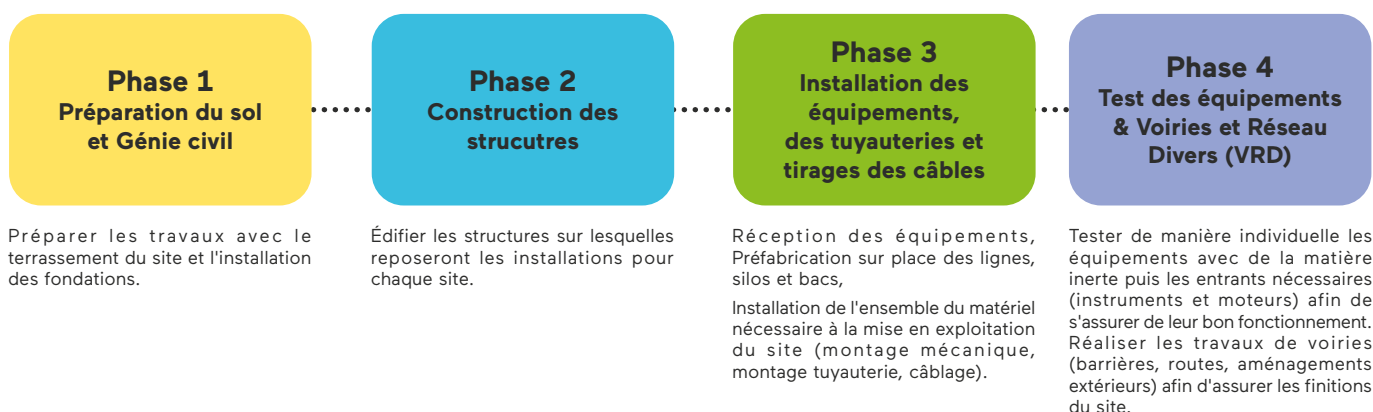 Phase 1
Préparation du sol
et Génie civil
Préparer les travaux avec le
terrassement du site et l'installation
des fondations.
Phase 2
Construction des
strucutres
Édifier les structures sur lesquelles
reposeront les installations pour
chaque site.
Phase 3
Installation des
équipements,
des tuyauteries et
tirages des câbles
Réception des équipements,
Préfabrication sur place des lignes,
silos et bacs,
Installation de l'ensemble du matériel
nécessaire à la mise en exploitation
du site (montage mécanique,
montage tuyauterie, câblage).
Phase 4
Test des équipements
& Voiries et Réseau
Divers (VRD)
Tester de manière individuelle les
équipements avec de la matière
inerte puis les entrants nécessaires
(instruments et moteurs) afin de
s'assurer de leur bon fonctionnement.
Réaliser les travaux de voiries
(barrières, routes, aménagements
extérieurs) afin d'assurer les finitions
du site.